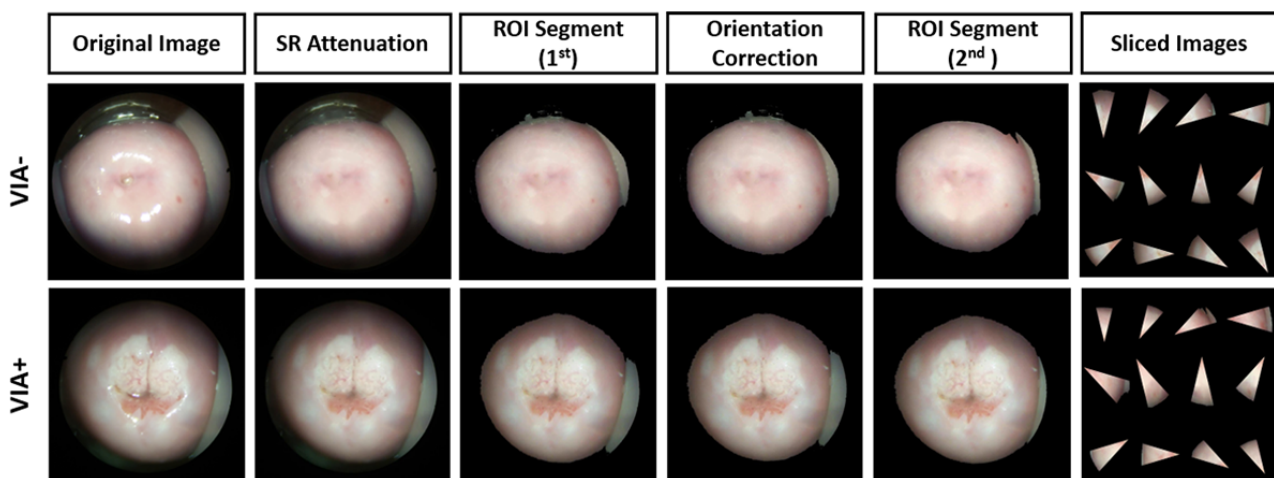 Original Image
SR Attenuation
ROI Segment
(1st)
Orientation
Correction
ROI Segment
(2nd )
Sliced Images
VIA-
VIA+